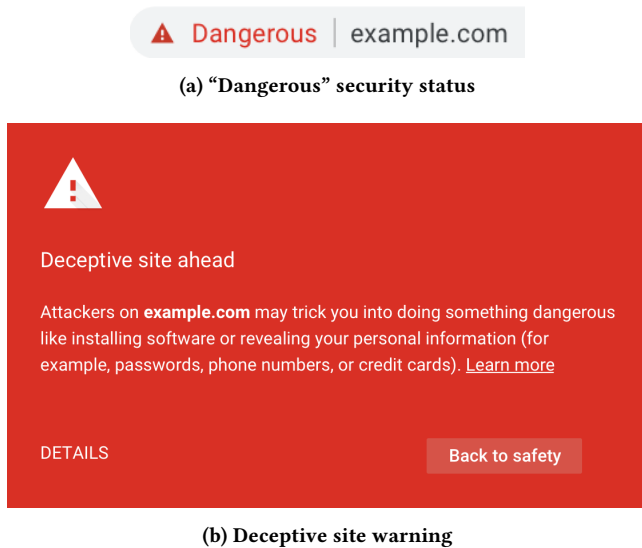 Dangerous | example.com
(a) “Dangerous” security status
Deceptive site ahead
Attackers on example.com may trick you into doing something dangerous
like installing software or revealing your personal information (for
example, passwords, phone numbers, or credit cards). Learn more
DETAILS Back to safety
(b) Deceptive site warning